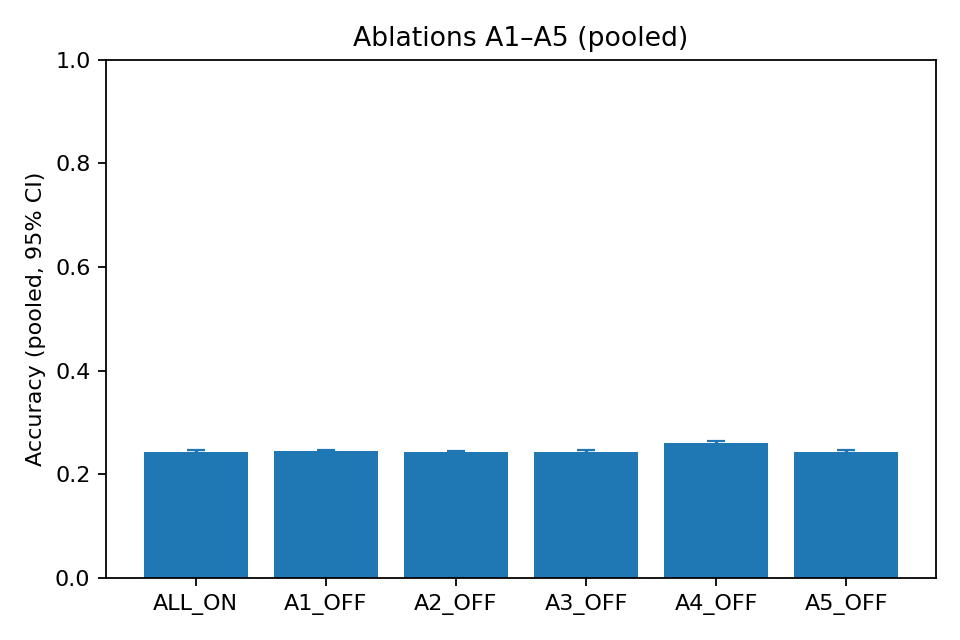 Ablations A1–A5 (pooled)
Accuracy (pooled, 95% CI)
1.0
0.8
0.6
0.4
0.2
0.0
ALL_ON A1_OFF A2_OFF A3_OFF A4_OFF A5_OFF